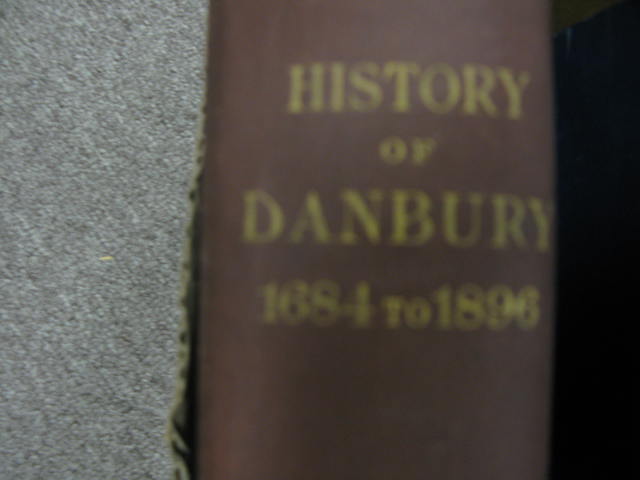 HISTORY
OF
DANBURY
1684 TO 1896